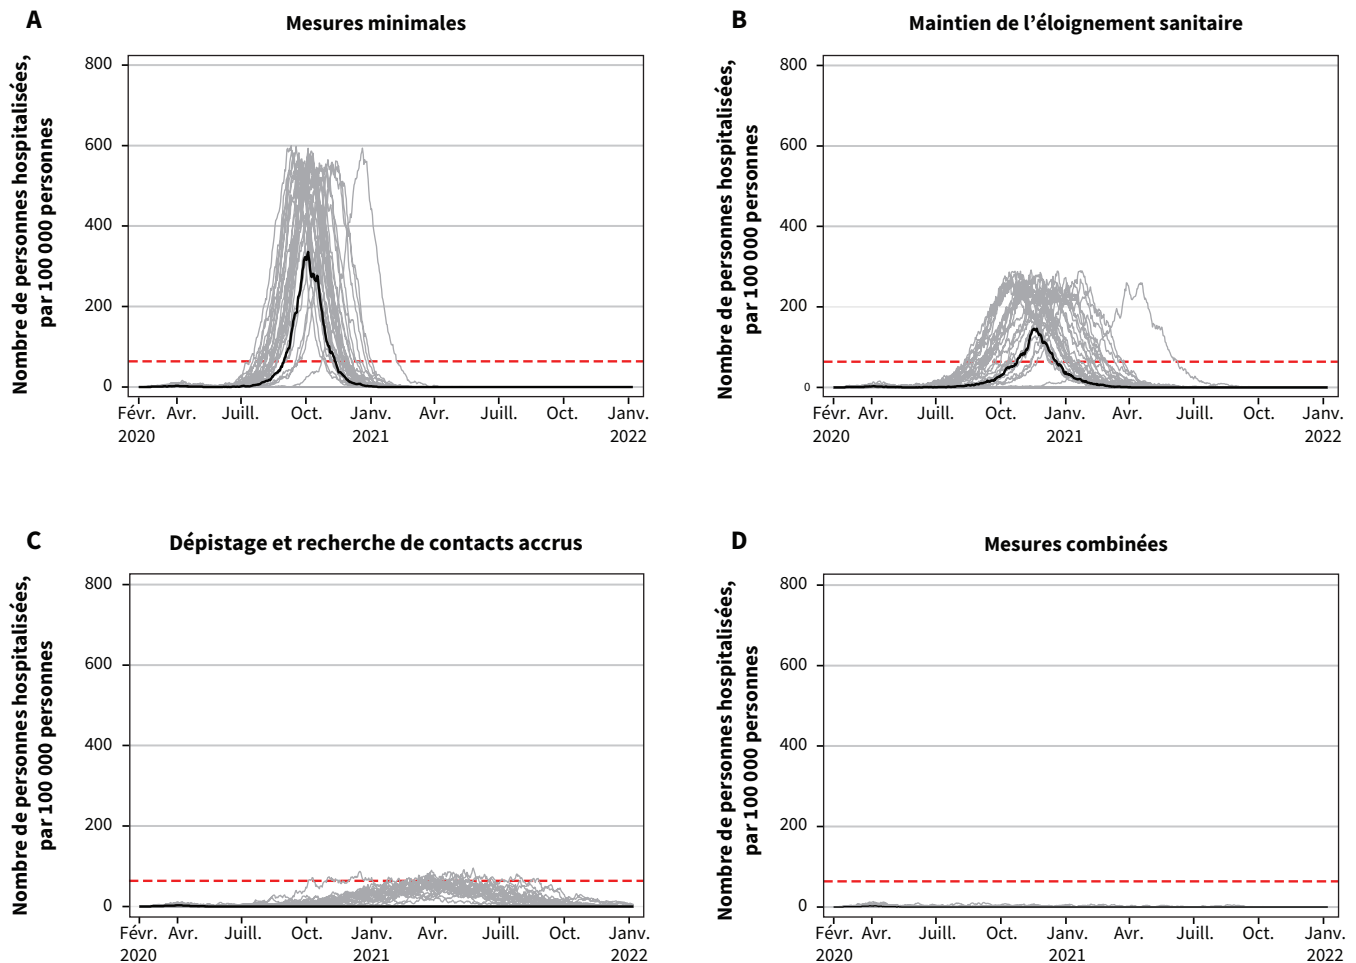 A
Mesures minimales
Nombre de personnes hospitalisées,
par 100 000 personnes
800
600
400
200
0
Févr. Avr. Juill. Oct. Janv. Avr. Juill. Oct. Janv.
2020 2021 2022
B
Maintien de l’éloignement sanitaire
Nombre de personnes hospitalisées,
par 100 000 personnes
800
600
400
200
0
Févr. Avr. Juill. Oct. Janv. Avr. Juill. Oct. Janv.
2020 2021 2022
C
Dépistage et recherche de contacts accrus
Nombre de personnes hospitalisées,
par 100 000 personnes
800
600
400
200
0
Févr. Avr. Juill. Oct. Janv. Avr. Juill. Oct. Janv.
2020 2021 2022
D
Mesures combinées
Nombre de personnes hospitalisées,
par 100 000 personnes
800
600
400
200
0
Févr. Avr. Juill. Oct. Janv. Avr. Juill. Oct. Janv.
2020 2021 2022